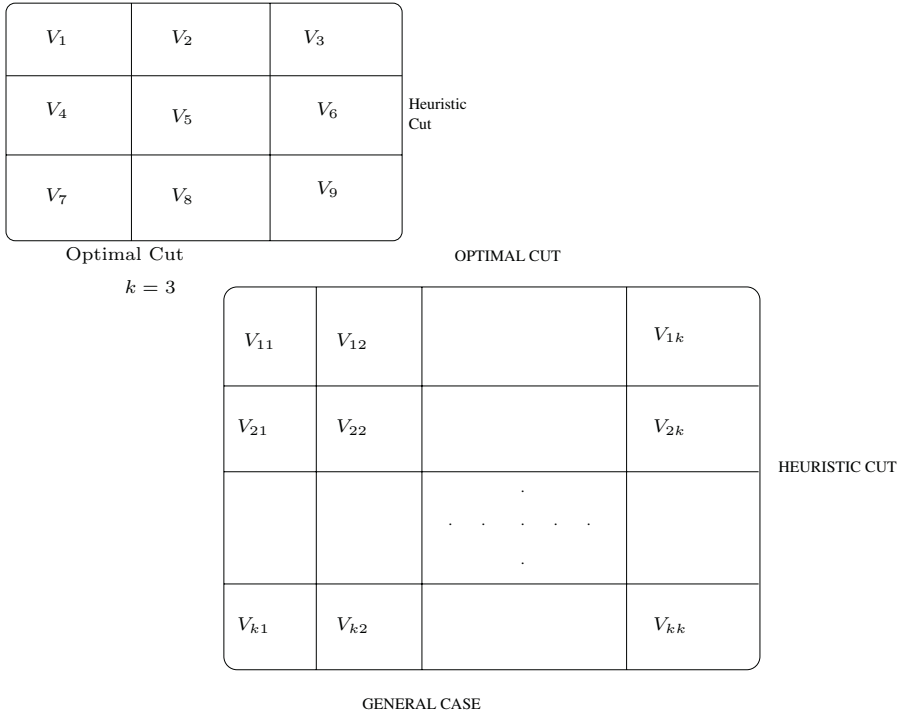 V₁ V₂ V₃
V₄ V₅ V₆
Heuristic
Cut
V₇ V₈ V₉
Optimal Cut
k = 3
OPTIMAL CUT
V₁₁ V₁₂ V₁ₖ
V₂₁ V₂₂ V₂ₖ
HEURISTIC CUT
. 
. . . . .
.
Vₖ₁ Vₖ₂ Vₖₖ
GENERAL CASE